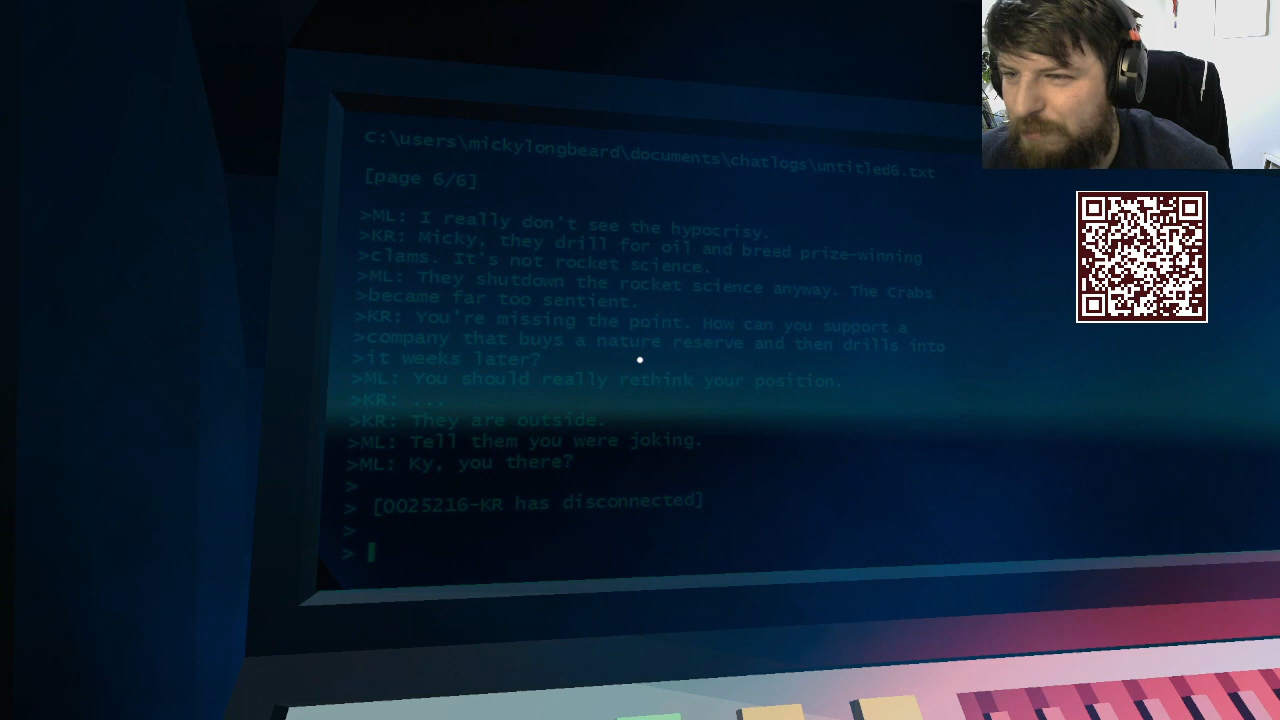 C:\users\mickylongbeard\documents\chatlogs\untitled6.txt
[page 6/6]
>ML: I really don't see the hypocrisy.
>KR: Micky, they drill for oil and breed prize-winning
>clams. It's not rocket science.
>ML: They shutdown the rocket science anyway. The Crabs
>became far too sentient.
>KR: You're missing the point. How can you support a
>company that buys a nature reserve and then drills into
>it weeks later?
>ML: You should really rethink your position.
>KR: ...
>KR: They are outside.
>ML: Tell them you were joking.
>ML: Ky, you there?
>
> [0025216-KR has disconnected]
>
>